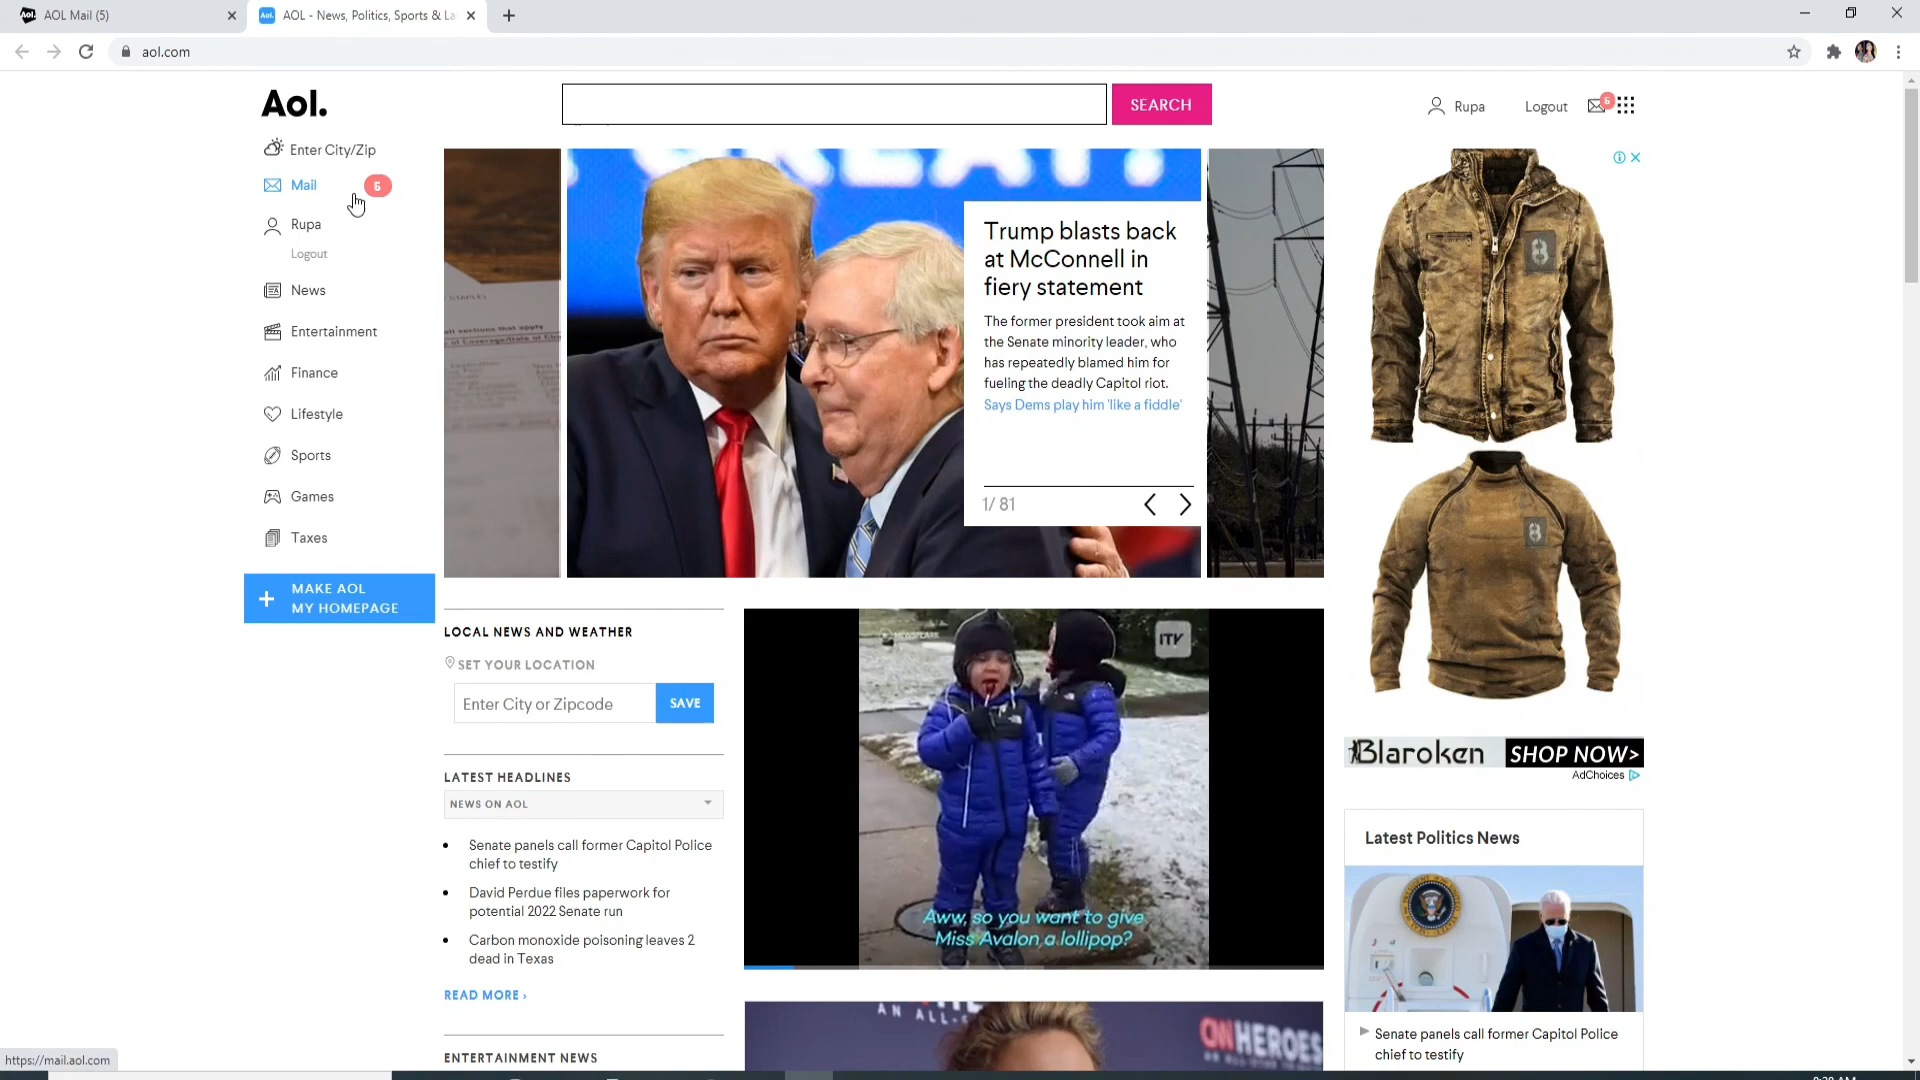 AOL Mail (5)
AOL - News, Politics, Sports & La
aol.com
Aol.
SEARCH
Rupa
Logout
6
Enter City/Zip
Mail
Rupa
Logout
News
Entertainment
Finance
Lifestyle
Sports
Games
Taxes
MAKE AOL
MY HOMEPAGE
Trump blasts back
at McConnell in
fiery statement
The former president took aim at
the Senate minority leader, who
has repeatedly blamed him for
fueling the deadly Capitol riot.
Says Dems play him 'like a fiddle'
1/ 81
LOCAL NEWS AND WEATHER
SET YOUR LOCATION
Enter City or Zipcode
SAVE
LATEST HEADLINES
NEWS ON AOL
Senate panels call former Capitol Police
chief to testify
David Perdue files paperwork for
potential 2022 Senate run
Carbon monoxide poisoning leaves 2
dead in Texas
READ MORE ›
ENTERTAINMENT NEWS
ITV
Aww, so you want to give
Miss Avalon a lollipop?
AN ALL-S
CNN HEROES
8
8
Blaroken
SHOP NOW>
AdChoices
Latest Politics News
Senate panels call former Capitol Police
chief to testify
https://mail.aol.com